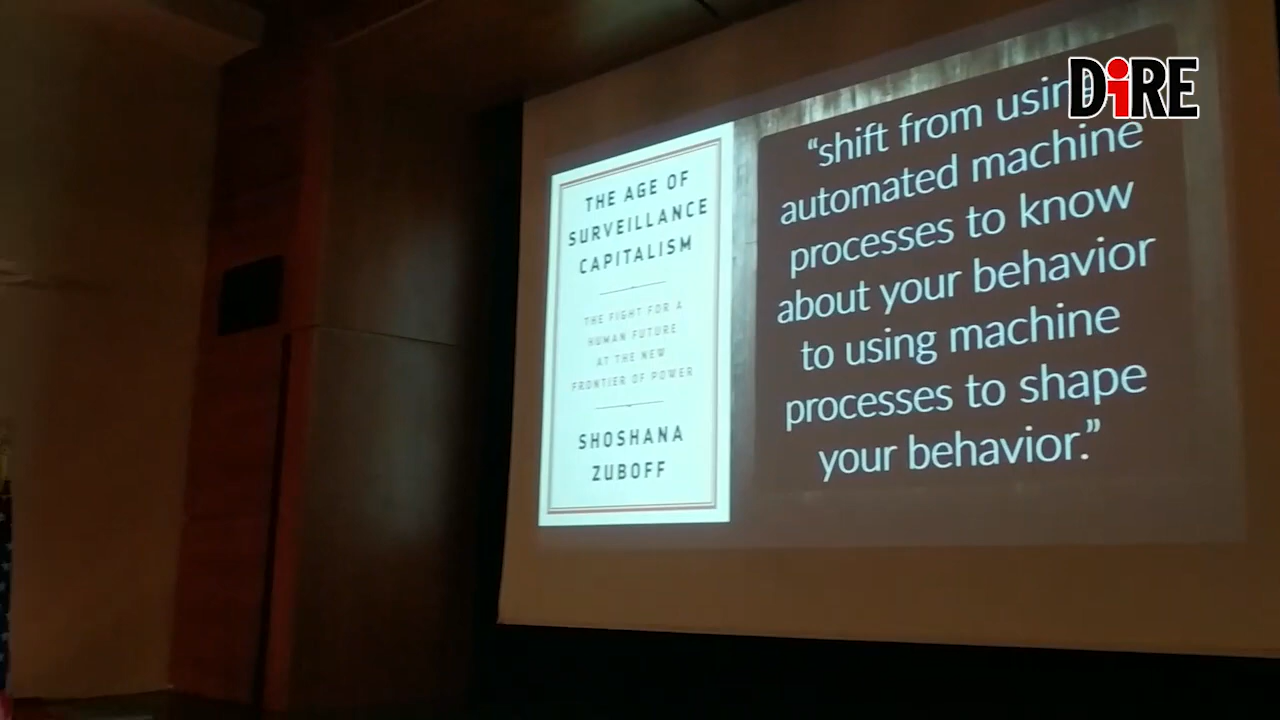 DiRE
THE AGE OF
SURVEILLANCE
CAPITALISM
THE FIGHT FOR A
HUMAN FUTURE
AT THE NEW
FRONTIER OF POWER
SHOSHANA
ZUBOFF
“shift from using
automated machine
processes to know
about your behavior
to using machine
processes to shape
your behavior.”